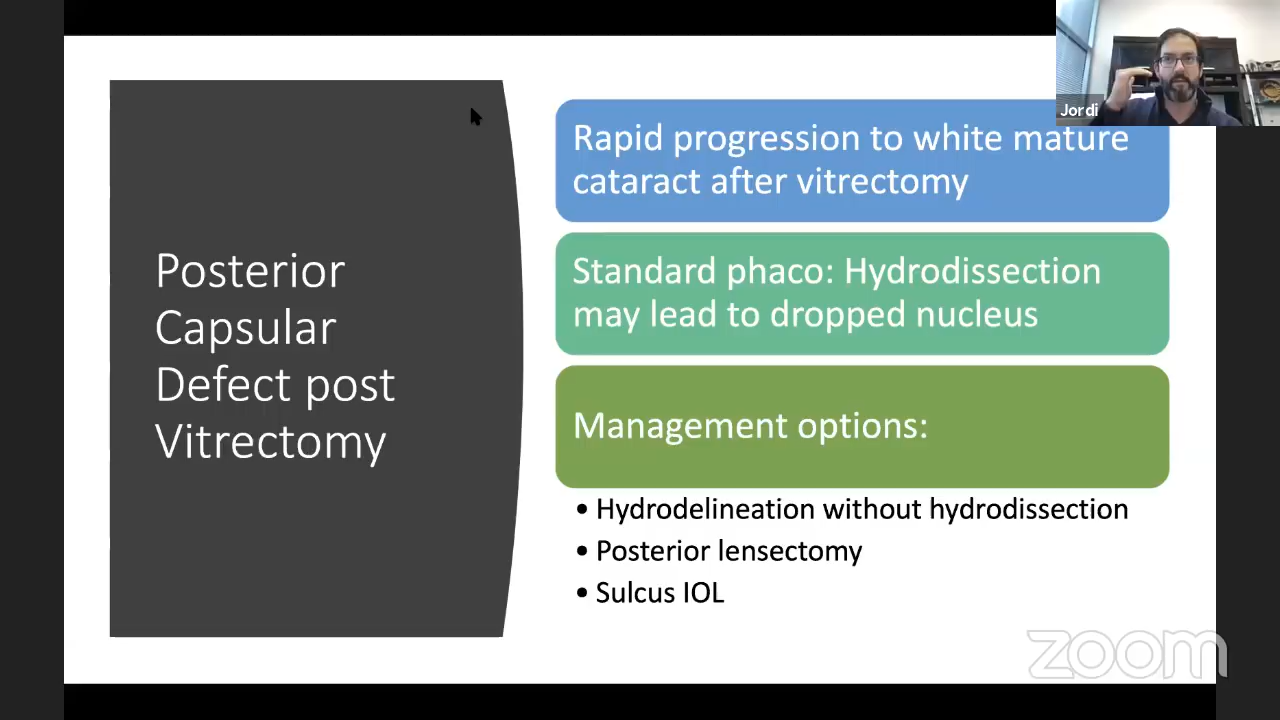 Posterior
Capsular
Defect post
Vitrectomy
Rapid progression to white mature
cataract after vitrectomy
Standard phaco: Hydrodissection
may lead to dropped nucleus
Management options:
• Hydrodelineation without hydrodissection
• Posterior lensectomy
• Sulcus IOL
Jordi
zoom